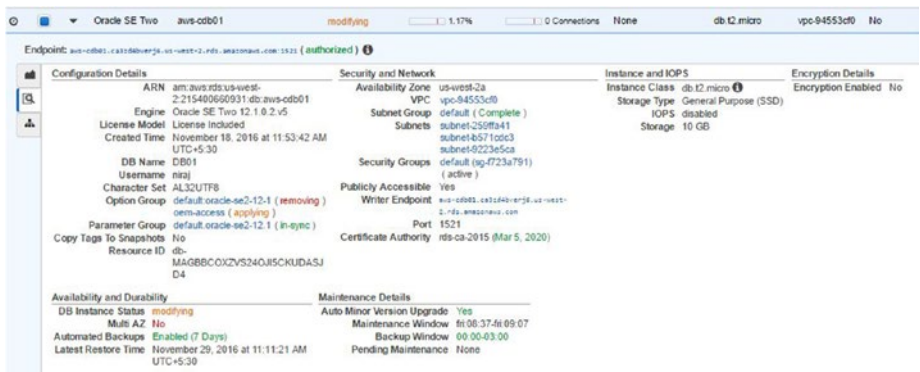 Oracle SE Two aws-cdb01 modifying 1.17% 0 Connections None db.t2.micro vpc-94553cf0 No
Endpoint: ( authorized )
Configuration Details
ARN arn:aws:rds:us-west-
2:215400660931:db:aws-cdb01
Engine Oracle SE Two 12.1.0.2.v5
License Model License Included
Created Time November 18, 2016 at 11:53:42 AM
UTC+5:30
DB Name DB01
Username niraj
Character Set AL32UTF8
Option Group default:oracle-se2-12-1 ( removing )
oem-access ( applying )
Parameter Group default.oracle-se2-12.1 ( in-sync )
Copy Tags To Snapshots No
Resource ID db-
MAGBBCOXZVS24OJI5CKUDASJ
D4
Security and Network
Availability Zone us-west-2a
VPC vpc-94553cf0
Subnet Group default ( Complete )
Subnets subnet-259ffa41
subnet-b571cdc3
subnet-9223e5ca
Security Groups default (sg-f723a791)
( active )
Publicly Accessible Yes
Writer Endpoint
Port 1521
Certificate Authority rds-ca-2015 (Mar 5, 2020)
Instance and IOPS
Instance Class db.t2.micro
Storage Type General Purpose (SSD)
IOPS disabled
Storage 10 GB
Encryption Details
Encryption Enabled No
Availability and Durability
DB Instance Status modifying
Multi AZ No
Automated Backups Enabled (7 Days)
Latest Restore Time November 29, 2016 at 11:11:21 AM
UTC+5:30
Maintenance Details
Auto Minor Version Upgrade Yes
Maintenance Window fri:08:37-fri:09:07
Backup Window 00:00-03:00
Pending Maintenance None